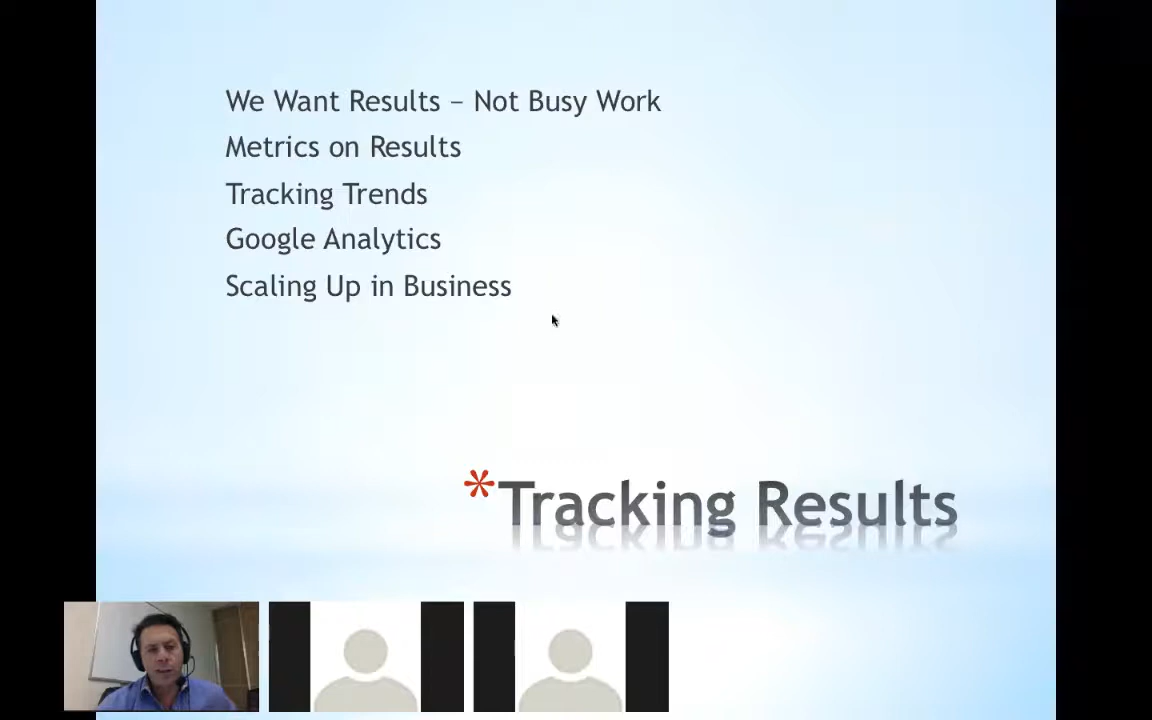 We Want Results – Not Busy Work
Metrics on Results
Tracking Trends
Google Analytics
Scaling Up in Business
*Tracking Results